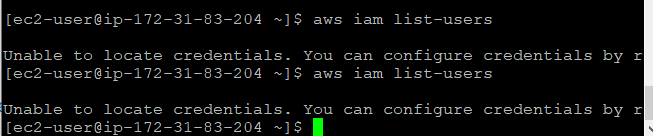 [ec2-user@ip-172-31-83-204 ~]$ aws iam list-users
Unable to locate credentials. You can configure credentials by r
[ec2-user@ip-172-31-83-204 ~]$ aws iam list-users
Unable to locate credentials. You can configure credentials by r
[ec2-user@ip-172-31-83-204 ~]$